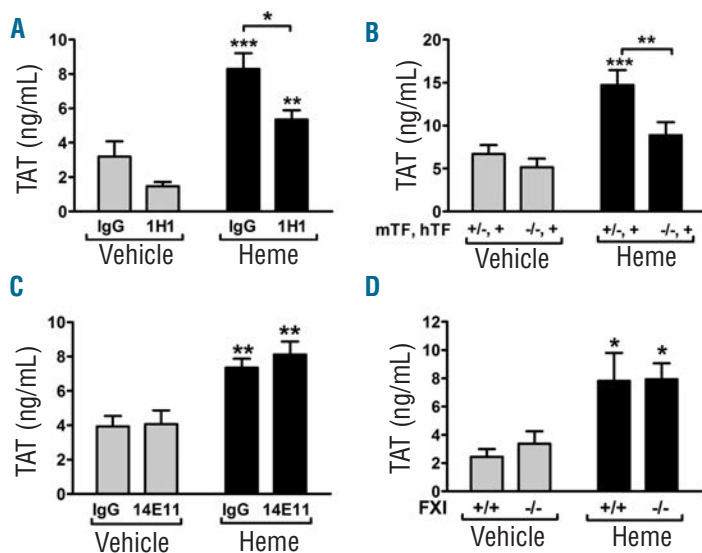 A
TAT (ng/mL)
10
8
6
4
2
0
***
*
**
IgG 1H1 IgG 1H1
Vehicle Heme
B
TAT (ng/mL)
20
15
10
5
0
***
**
mTF, hTF +/-, + -/-, + +/-, + -/-, +
Vehicle Heme
C
TAT (ng/mL)
10
8
6
4
2
0
** **
IgG 14E11 IgG 14E11
Vehicle Heme
D
TAT (ng/mL)
12
10
8
6
4
2
0
* *
FXI +/+ -/- +/+ -/-
Vehicle Heme